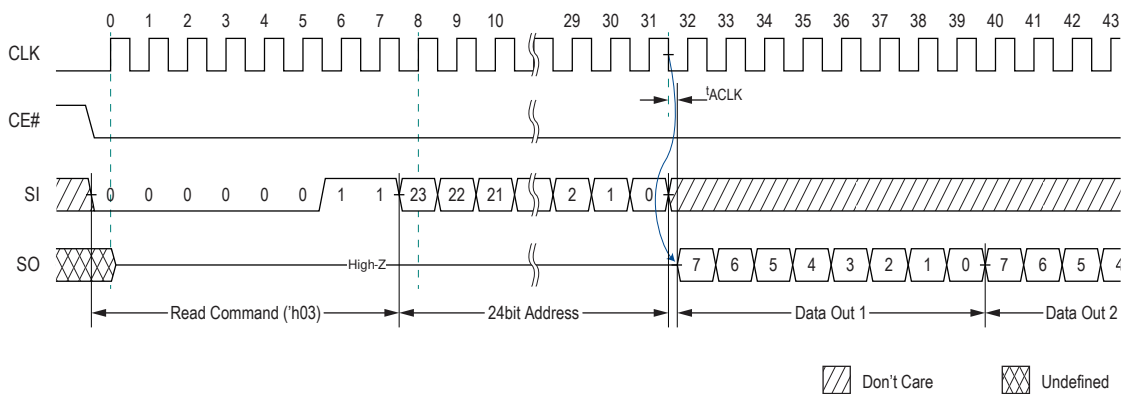 0 1 2 3 4 5 6 7 8 9 10 29 30 31 32 33 34 35 36 37 38 39 40 41 42 43
CLK
tACLK
CE#
SI 0 0 0 0 0 0 1 1 23 22 21 2 1 0
SO High-Z 7 6 5 4 3 2 1 0 7 6 5 4
Read Command ('h03) 24bit Address Data Out 1 Data Out 2
Don't Care Undefined